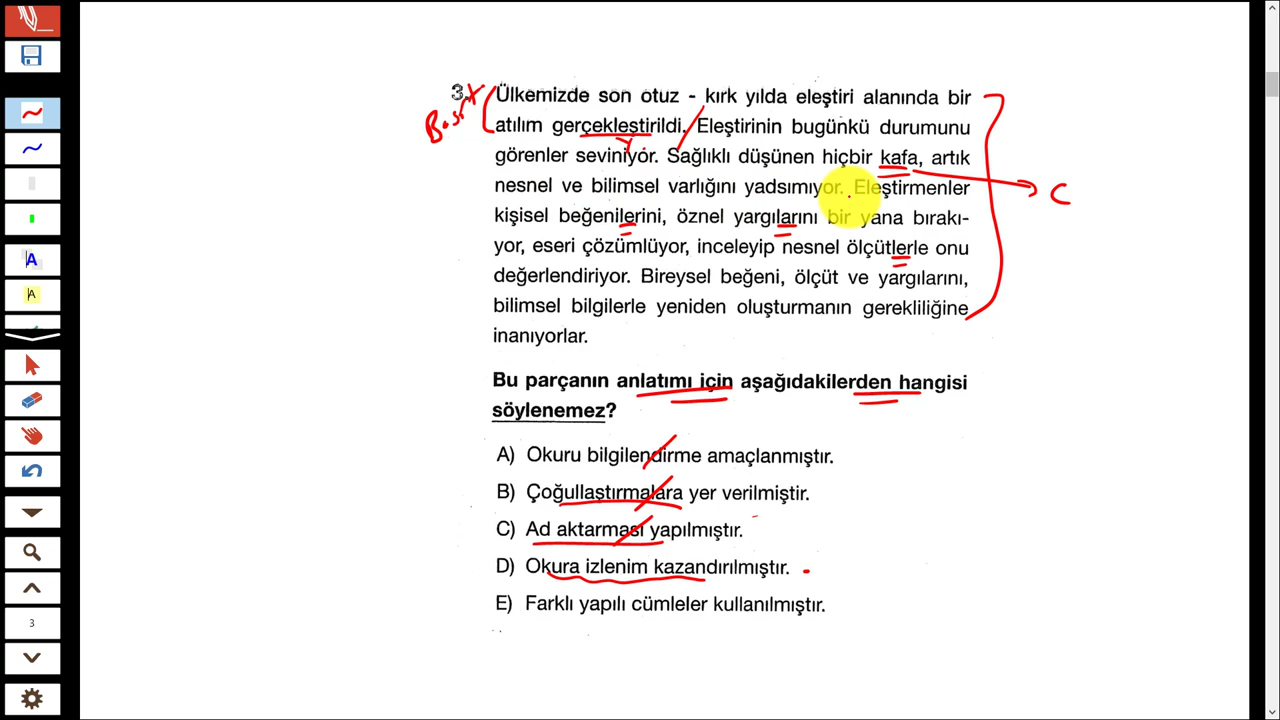 3.
Ülkemizde son otuz - kırk yılda eleştiri alanında bir
atılım gerçekleştirildi. Eleştirinin bugünkü durumunu
görenler seviniyor. Sağlıklı düşünen hiçbir kafa, artık
nesnel ve bilimsel varlığını yadsımıyor. Eleştirmenler
kişisel beğenilerini, öznel yargılarını bir yana bırakı-
yor, eseri çözümlüyor, inceleyip nesnel ölçütlerle onu
değerlendiriyor. Bireysel beğeni, ölçüt ve yargılarını,
bilimsel bilgilerle yeniden oluşturmanın gerekliliğine
inanıyorlar.
C
Bu parçanın anlatımı için aşağıdakilerden hangisi
söylenemez?
A) Okuru bilgilendirme amaçlanmıştır.
B) Çoğullaştırmalara yer verilmiştir.
C) Ad aktarması yapılmıştır.
D) Okura izlenim kazandırılmıştır.
E) Farklı yapılı cümleler kullanılmıştır.
A
A
3